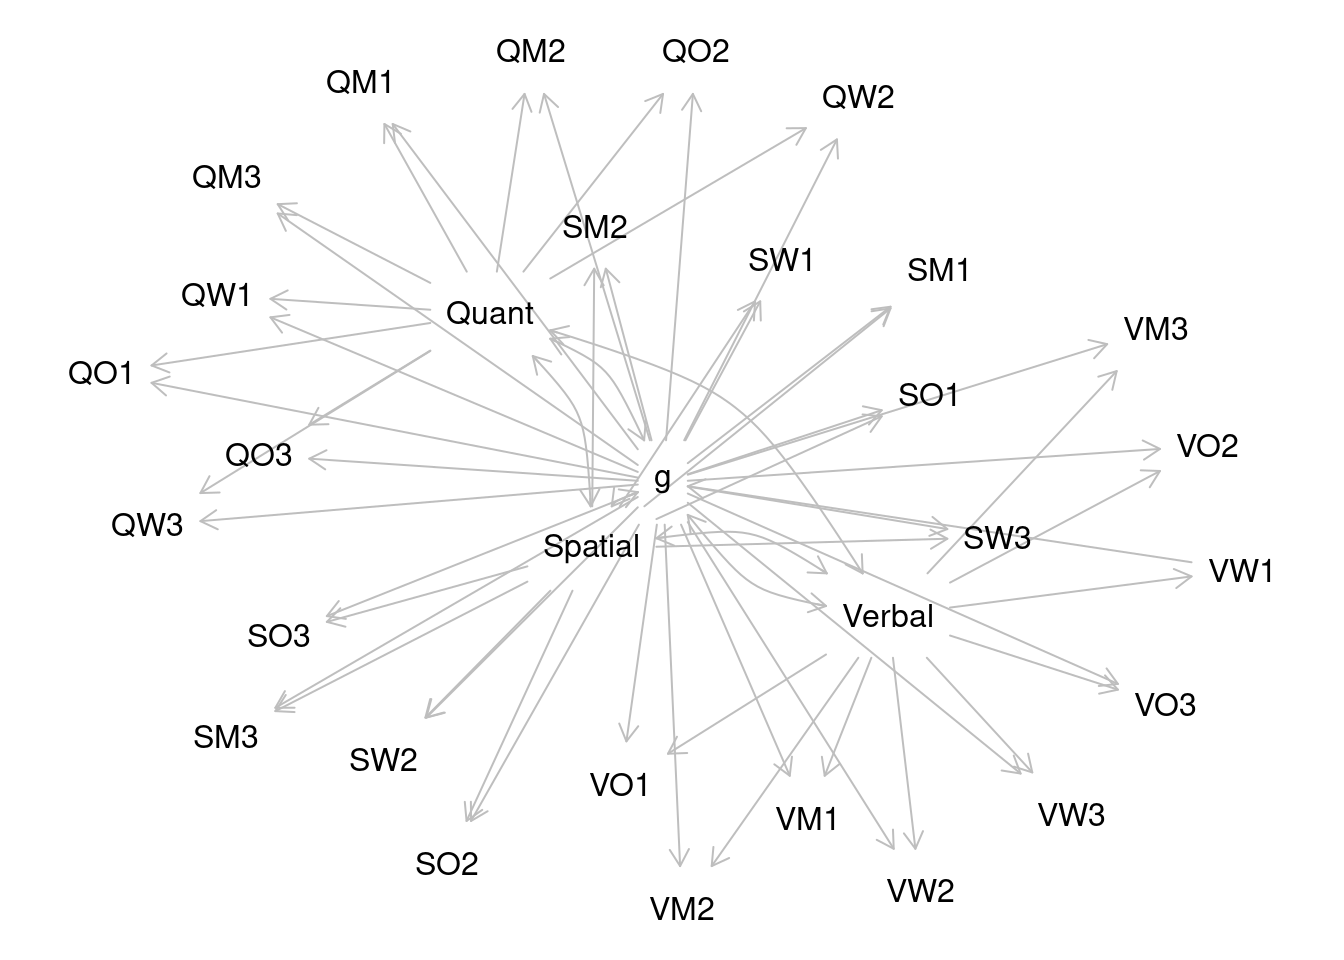 QM2
QO2
QM1
QW2
QM3
SM2
SW1
SM1
QW1
Quant
VM3
QO1
SO1
VO2
QO3
g
QW3
SW3
Spatial
VW1
Verbal
SO3
VO3
SM3
SW2
VO1
VW3
VM1
SO2
VW2
VM2